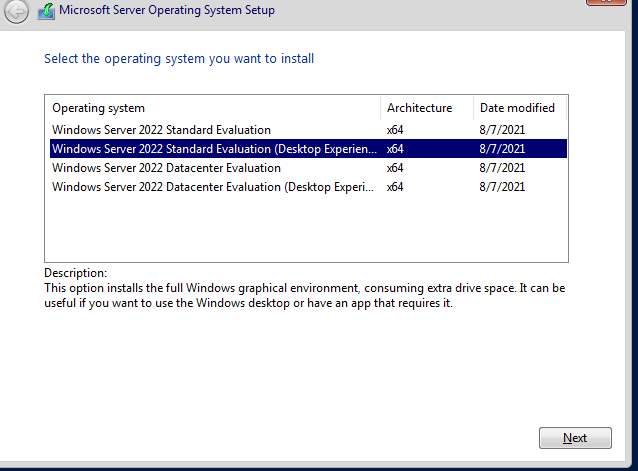 Microsoft Server Operating System Setup
Select the operating system you want to install
Operating system Architecture Date modified
Windows Server 2022 Standard Evaluation x64 8/7/2021
Windows Server 2022 Standard Evaluation (Desktop Experien... x64 8/7/2021
Windows Server 2022 Datacenter Evaluation x64 8/7/2021
Windows Server 2022 Datacenter Evaluation (Desktop Experi... x64 8/7/2021
Description:
This option installs the full Windows graphical environment, consuming extra drive space. It can be
useful if you want to use the Windows desktop or have an app that requires it.
Next